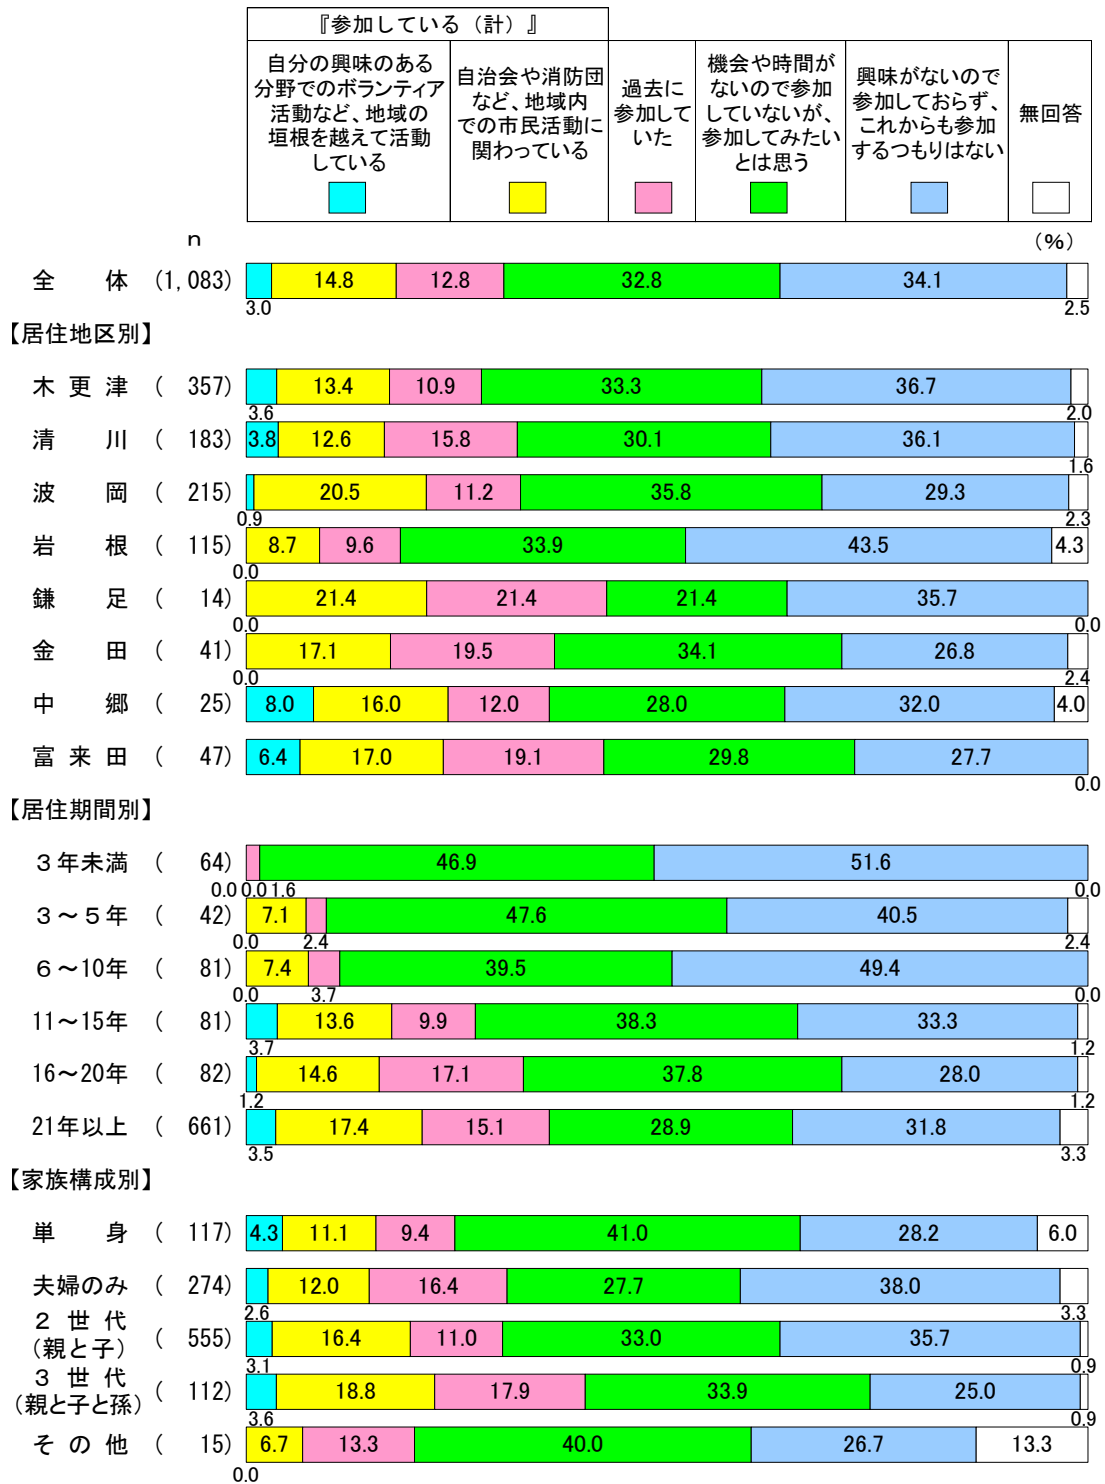 『参加している（計）』
自分の興味のある
分野でのボランティア
活動など、地域の
垣根を越えて活動
している
自治会や消防団
など、地域内
での市民活動に
関わっている
過去に
参加して
いた
機会や時間が
ないので参加
していないが、
参加してみたい
とは思う
興味がないので
参加しておらず、
これからも参加
するつもりはない
無回答
n
(%)
全体 (1,083) 14.8 12.8 32.8 34.1
3.0 2.5
【居住地区別】
木更津 ( 357) 13.4 10.9 33.3 36.7
3.6 2.0
清川 ( 183) 3.8 12.6 15.8 30.1 36.1
1.6
波岡 ( 215) 20.5 11.2 35.8 29.3
0.9 2.3
岩根 ( 115) 8.7 9.6 33.9 43.5 4.3
0.0
鎌足 ( 14) 21.4 21.4 21.4 35.7
0.0 0.0
金田 ( 41) 17.1 19.5 34.1 26.8
0.0 2.4
中郷 ( 25) 8.0 16.0 12.0 28.0 32.0 4.0
富来田 ( 47) 6.4 17.0 19.1 29.8 27.7
0.0
【居住期間別】
３年未満 ( 64) 46.9 51.6
0.0 0.0 1.6 0.0
３～５年 ( 42) 7.1 47.6 40.5
0.0 2.4 2.4
６～10年 ( 81) 7.4 39.5 49.4
0.0 3.7 0.0
11～15年 ( 81) 13.6 9.9 38.3 33.3
3.7 1.2
16～20年 ( 82) 14.6 17.1 37.8 28.0
1.2 1.2
21年以上 ( 661) 17.4 15.1 28.9 31.8
3.5 3.3
【家族構成別】
単身 ( 117) 4.3 11.1 9.4 41.0 28.2 6.0
夫婦のみ ( 274) 12.0 16.4 27.7 38.0
2.6 3.3
２世代
(親と子) ( 555) 16.4 11.0 33.0 35.7
3.1 0.9
３世代
(親と子と孫) ( 112) 18.8 17.9 33.9 25.0
3.6 0.9
その他 ( 15) 6.7 13.3 40.0 26.7 13.3
0.0